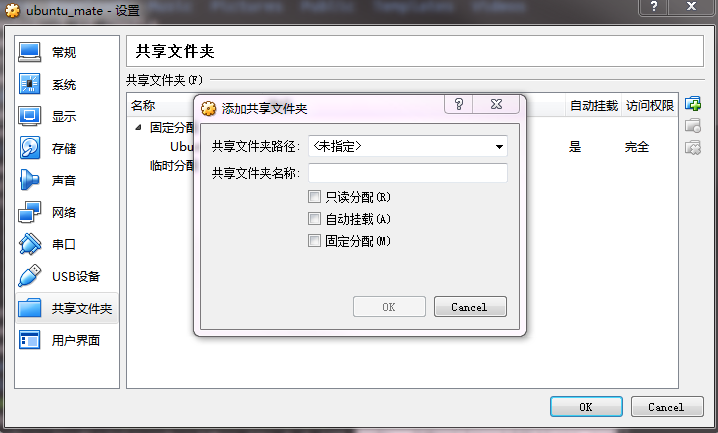 ubuntu_mate - 设置
常规
系统
显示
存储
声音
网络
串口
USB设备
共享文件夹
用户界面
共享文件夹
共享文件夹(F)
名称
自动挂载
访问权限
固定分配
是
完全
临时分配
添加共享文件夹
共享文件夹路径:
<未指定>
共享文件夹名称:
只读分配(R)
自动挂载(A)
固定分配(M)
OK
Cancel
OK
Cancel